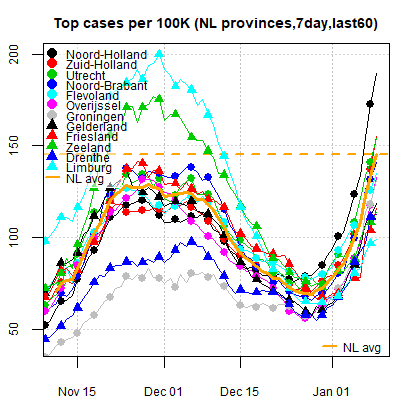 Top cases per 100K (NL provinces,7day,last60)
200
150
100
50
Noord-Holland
Zuid-Holland
Utrecht
Noord-Brabant
Flevoland
Overijssel
Groningen
Gelderland
Friesland
Zeeland
Drenthe
Limburg
NL avg
NL avg
Nov 15
Dec 01
Dec 15
Jan 01